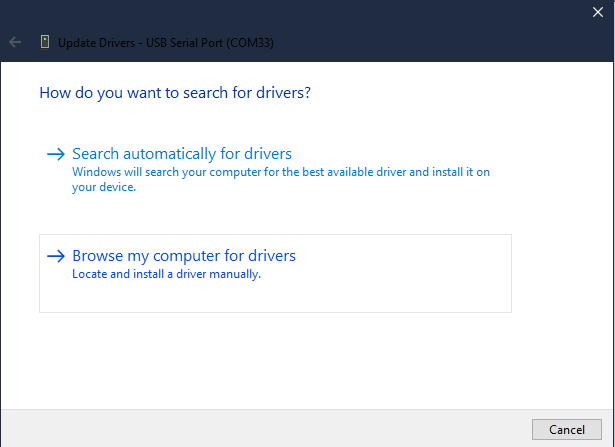 Update Drivers - USB Serial Port (COM33)
How do you want to search for drivers?
Search automatically for drivers
Windows will search your computer for the best available driver and install it on
your device.
Browse my computer for drivers
Locate and install a driver manually.
Cancel